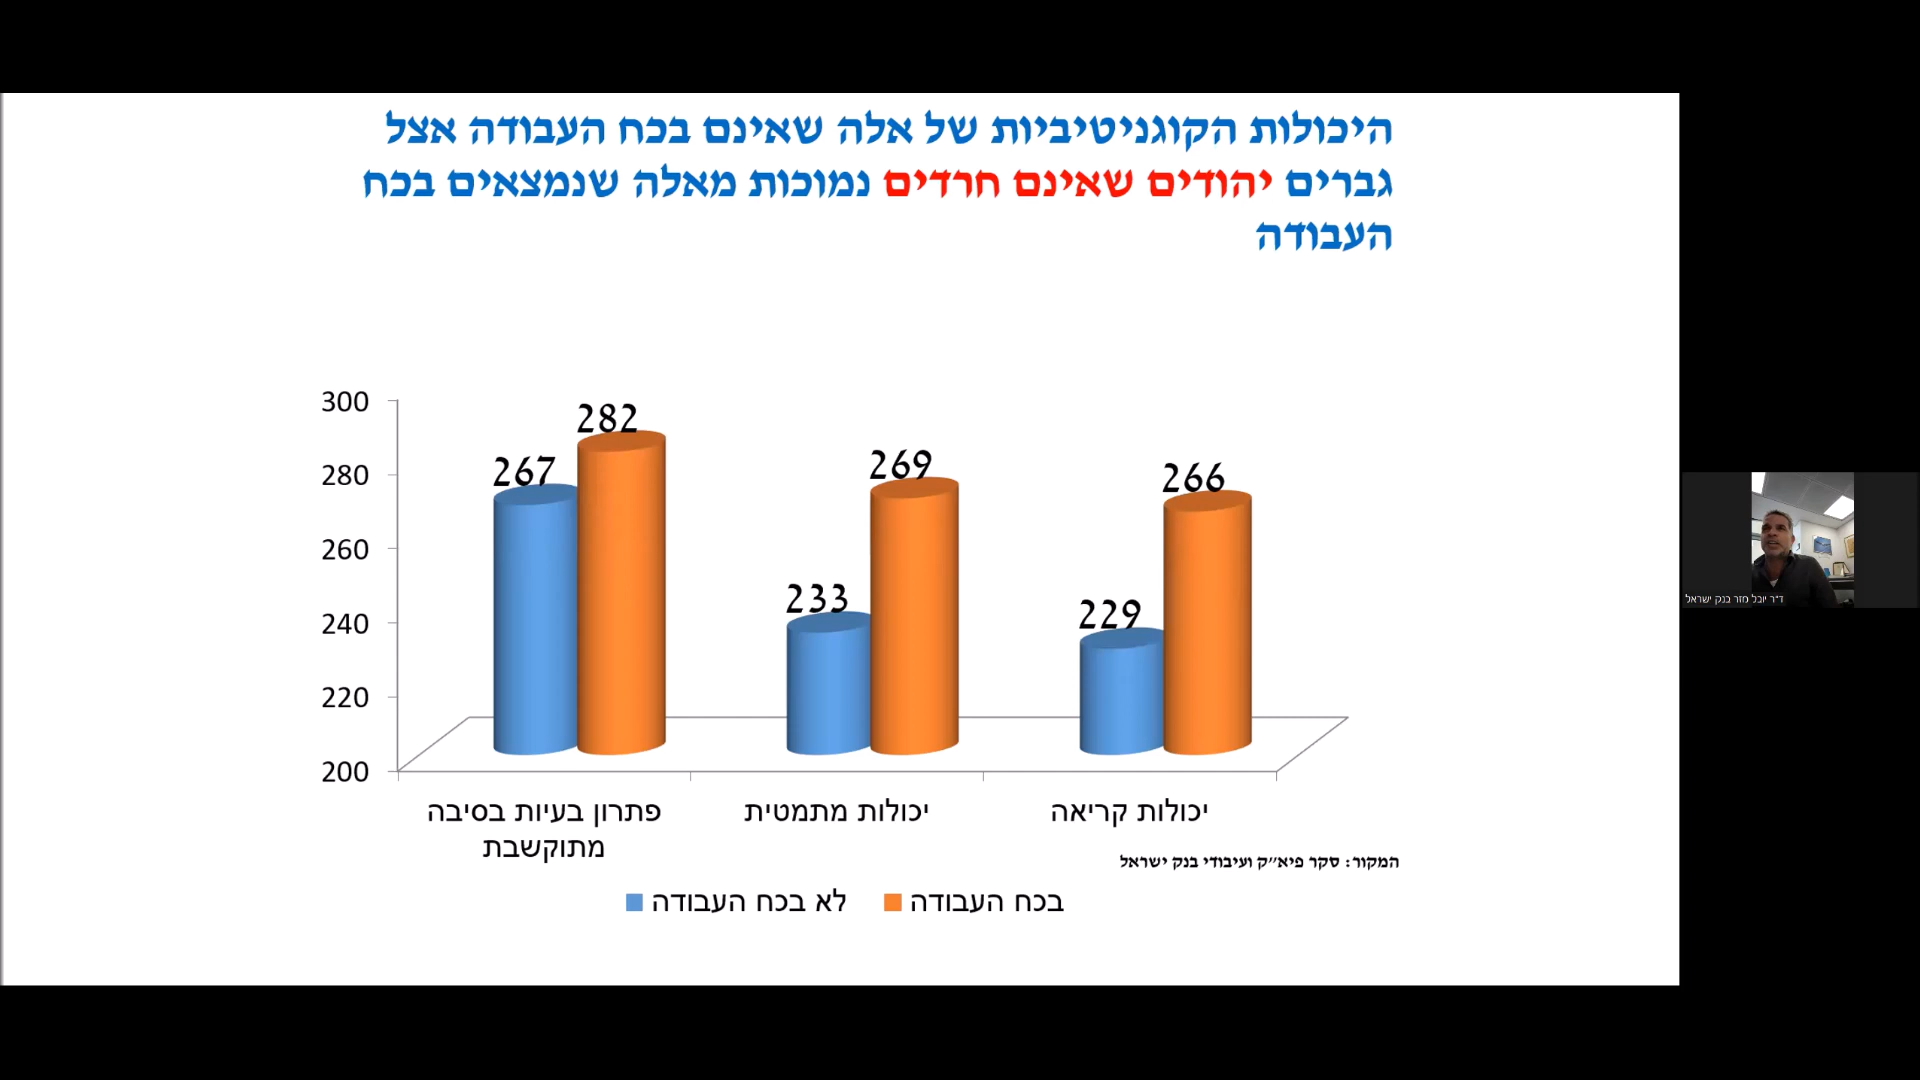 היכולות הקוגניטיביות של אלה שאינם בכח העבודה אצל
גברים יהודים שאינם חרדים נמוכות מאלה שנמצאים בכח
העבודה
300
280
260
240
220
200
267
282
233
269
229
266
פתרון בעיות בסיבה
מתוקשבת
יכולות מתמטית
יכולות קריאה
המקור: סקר פיא״ק ועיבודי בנק ישראל
לא בכח העבודה
בכח העבודה
ד״ר יובל מזר בנק ישראל